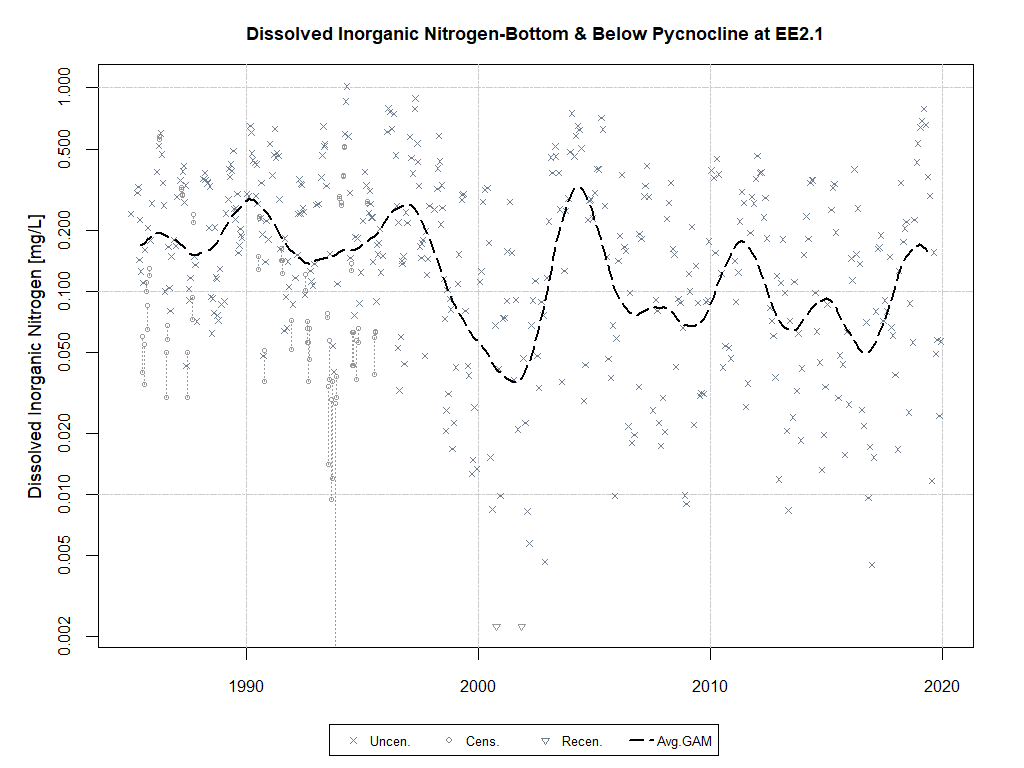 Dissolved Inorganic Nitrogen-Bottom & Below Pycnocline at EE2.1
Dissolved Inorganic Nitrogen [mg/L]
1.000
0.500
0.200
0.100
0.050
0.020
0.010
0.005
0.002
1990 2000 2010 2020
Uncen. Cens. Recen. Avg.GAM